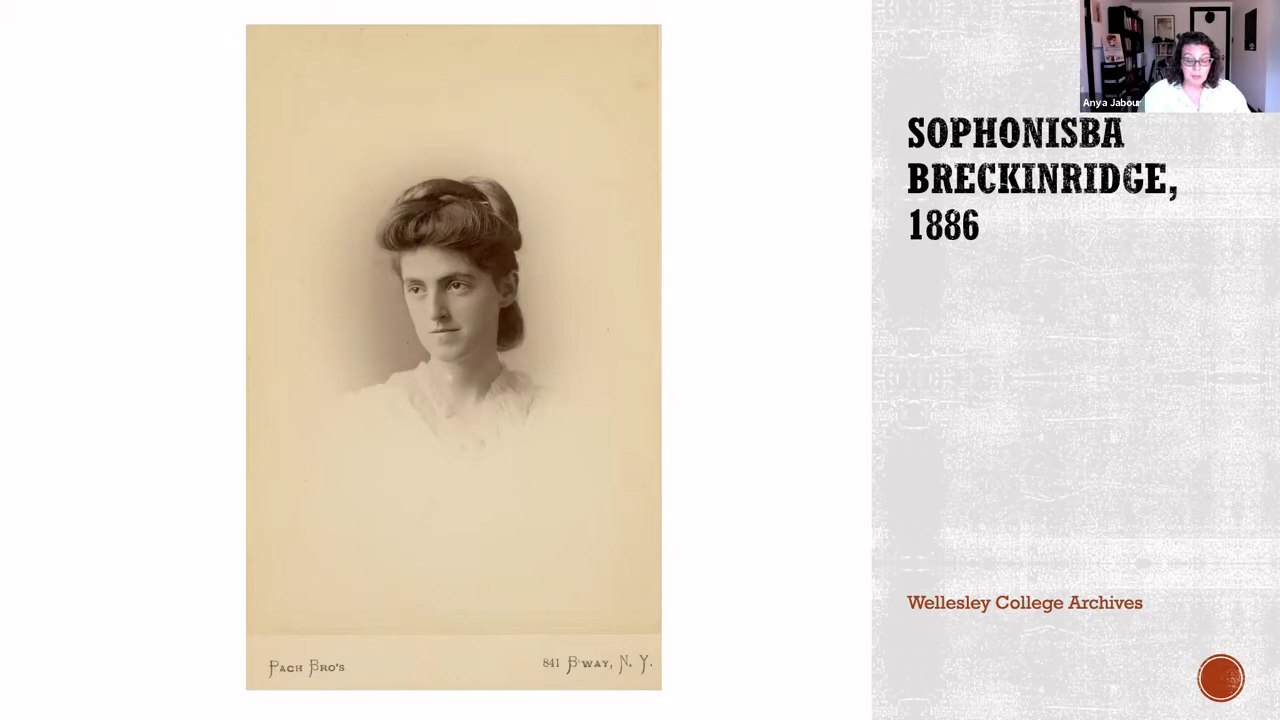 Anya Jabour
SOPHONISBA
BRECKINRIDGE,
1886
Wellesley College Archives
PACH BRO'S
841 B'WAY, N. Y.